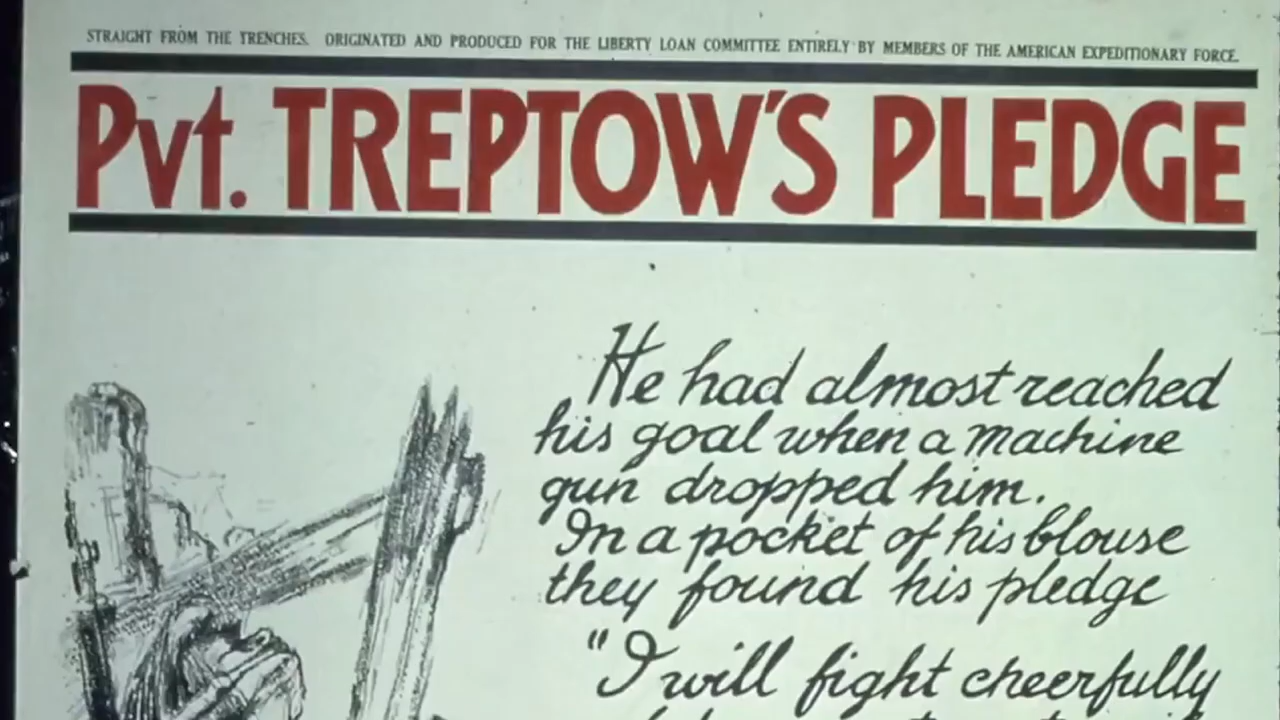 STRAIGHT FROM THE TRENCHES. ORIGINATED AND PRODUCED FOR THE LIBERTY LOAN COMMITTEE ENTIRELY BY MEMBERS OF THE AMERICAN EXPEDITIONARY FORCE.
Pvt. TREPTOW'S PLEDGE
He had almost reached
his goal when a machine
gun dropped him.
In a pocket of his blouse
they found his pledge
"I will fight cheerfully